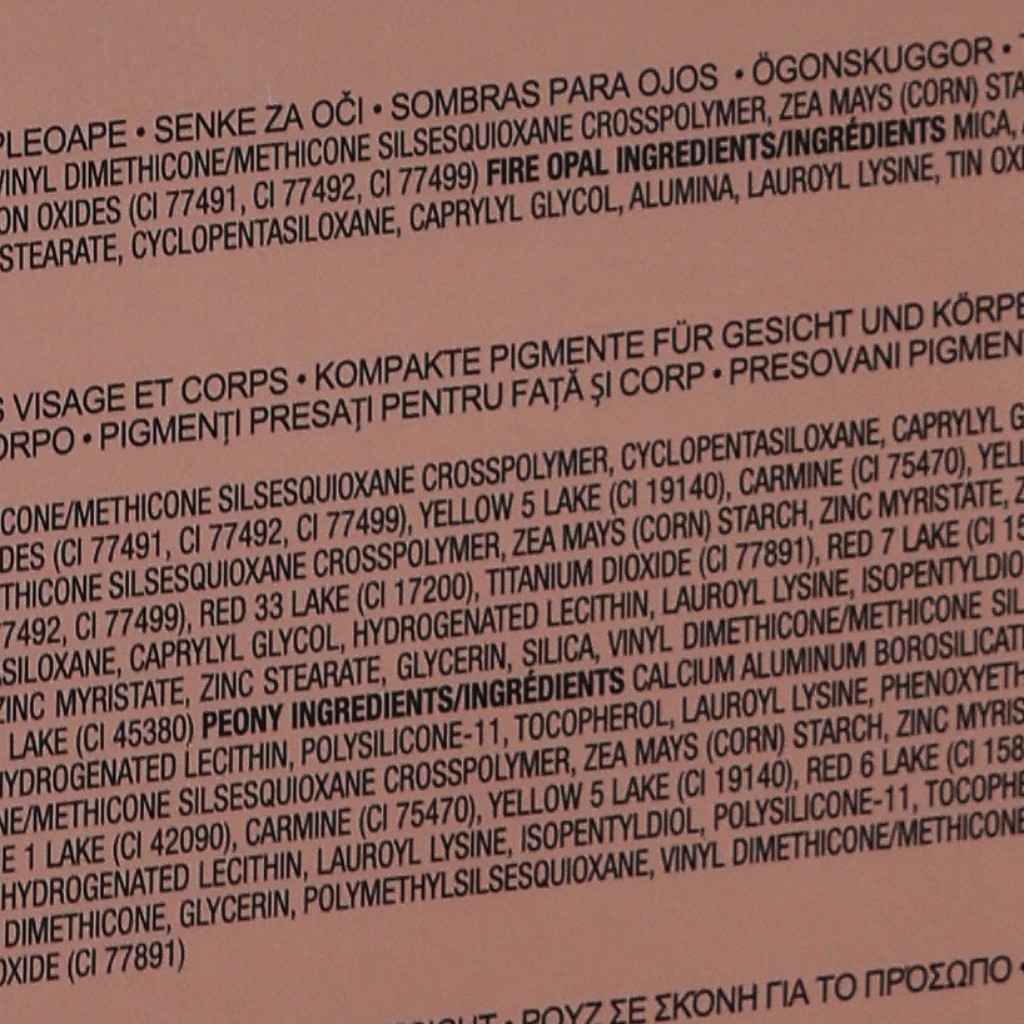 PLEOAPE • SENKE ZA OČI • SOMBRAS PARA OJOS • ÖGONSKUGGOR •
VINYL DIMETHICONE/METHICONE SILSESQUIOXANE CROSSPOLYMER, ZEA MAYS (CORN) STA
ON OXIDES (CI 77491, CI 77492, CI 77499) FIRE OPAL INGREDIENTS/INGRÉDIENTS MICA,
STEARATE, CYCLOPENTASILOXANE, CAPRYLYL GLYCOL, ALUMINA, LAUROYL LYSINE, TIN OXI
S VISAGE ET CORPS • KOMPAKTE PIGMENTE FÜR GESICHT UND KÖRPE
ORPO • PIGMENŢI PRESAŢI PENTRU FAŢĂ ŞI CORP • PRESOVANI PIGMEN
CONE/METHICONE SILSESQUIOXANE CROSSPOLYMER, CYCLOPENTASILOXANE, CAPRYLYL G
DES (CI 77491, CI 77492, CI 77499), YELLOW 5 LAKE (CI 19140), CARMINE (CI 75470), YELL
THICONE SILSESQUIOXANE CROSSPOLYMER, ZEA MAYS (CORN) STARCH, ZINC MYRISTATE, Z
77492, CI 77499), RED 33 LAKE (CI 17200), TITANIUM DIOXIDE (CI 77891), RED 7 LAKE (CI 15
ASILOXANE, CAPRYLYL GLYCOL, HYDROGENATED LECITHIN, LAUROYL LYSINE, ISOPENTYLDIO
ZINC MYRISTATE, ZINC STEARATE, GLYCERIN, SILICA, VINYL DIMETHICONE/METHICONE SIL
LAKE (CI 45380) PEONY INGREDIENTS/INGRÉDIENTS CALCIUM ALUMINUM BOROSILICAT
HYDROGENATED LECITHIN, POLYSILICONE-11, TOCOPHEROL, LAUROYL LYSINE, PHENOXYETH
NE/METHICONE SILSESQUIOXANE CROSSPOLYMER, ZEA MAYS (CORN) STARCH, ZINC MYRIS
E 1 LAKE (CI 42090), CARMINE (CI 75470), YELLOW 5 LAKE (CI 19140), RED 6 LAKE (CI 158
HYDROGENATED LECITHIN, LAUROYL LYSINE, ISOPENTYLDIOL, POLYSILICONE-11, TOCOPHE
DIMETHICONE, GLYCERIN, POLYMETHYLSILSESQUIOXANE, VINYL DIMETHICONE/METHICONE
OXIDE (CI 77891)
• ΡΟΥΖ ΣΕ ΣΚΌΝΗ ΓΙΑ ΤΟ ΠΡΌΣΩΠΟ •